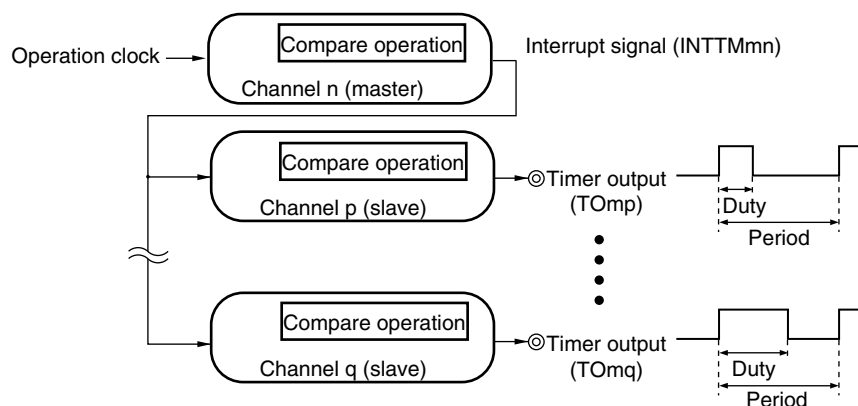 Compare operation
Operation clock
Channel n (master)
Interrupt signal (INTTMmn)
Compare operation
Channel p (slave)
Timer output
(TOmp)
Duty
Period
Compare operation
Channel q (slave)
Timer output
(TOmq)
Duty
Period